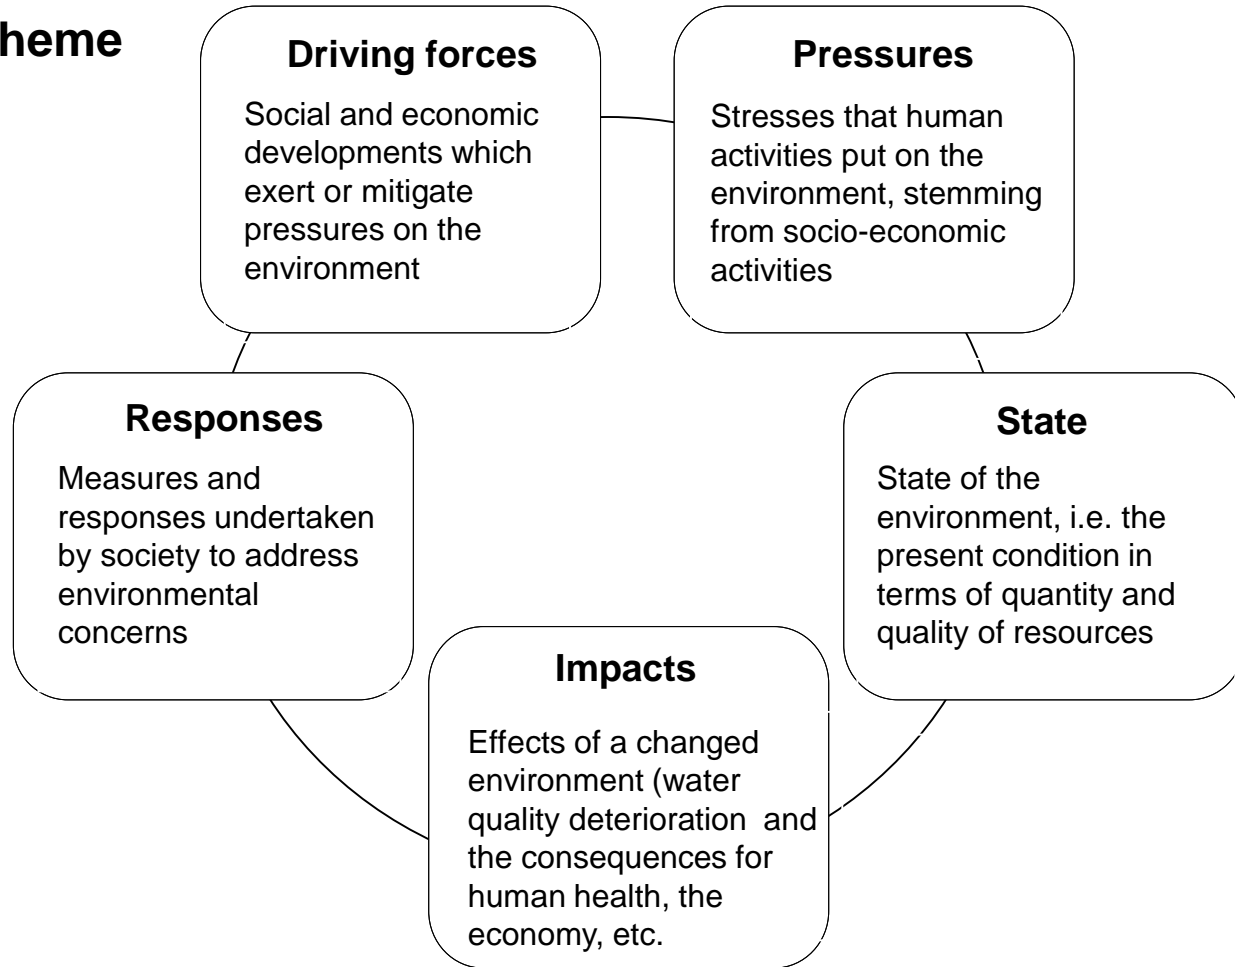 heme
Driving forces
Social and economic
developments which
exert or mitigate
pressures on the
environment
Pressures
Stresses that human
activities put on the
environment, stemming
from socio-economic
activities
Responses
Measures and
responses undertaken
by society to address
environmental
concerns
State
State of the
environment, i.e. the
present condition in
terms of quantity and
quality of resources
Impacts
Effects of a changed
environment (water
quality deterioration  and
the consequences for
human health, the
economy, etc.